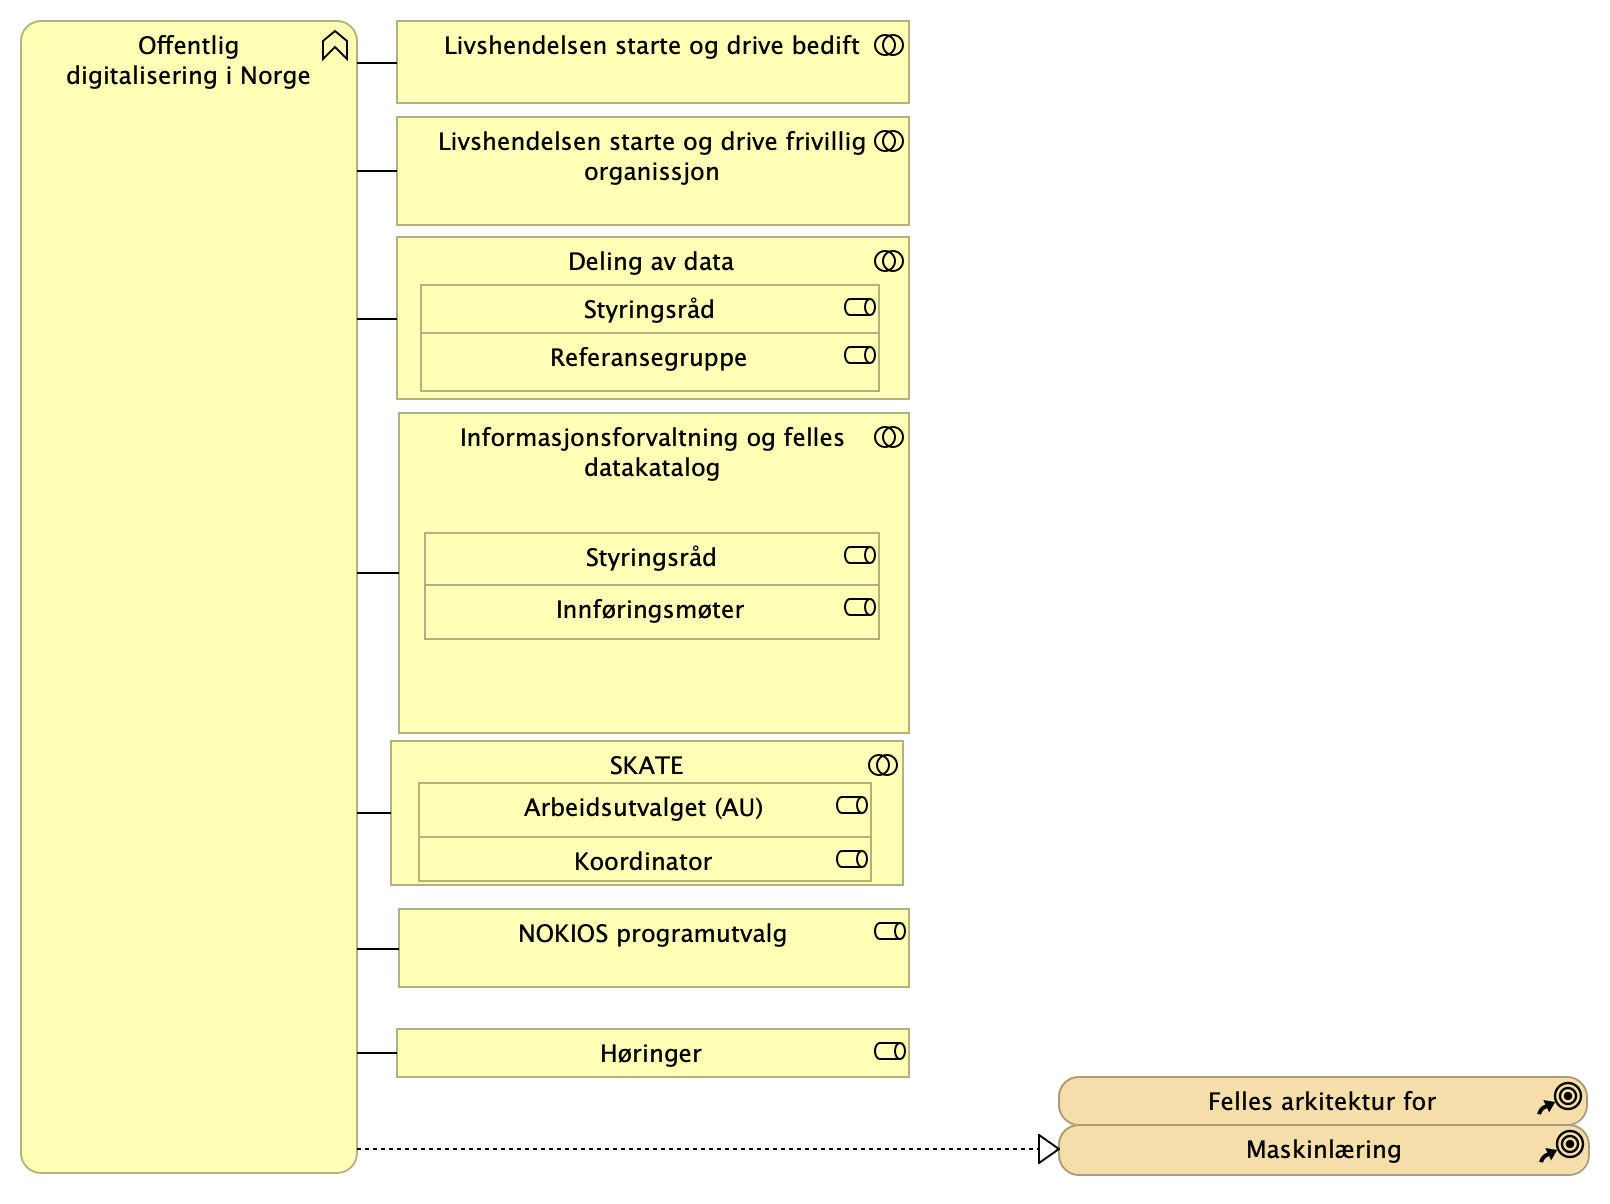 Offentlig
digitalisering i Norge
Livshendelsen starte og drive bedift
Livshendelsen starte og drive frivillig
organissjon
Deling av data
Styringsråd
Referansegruppe
Informasjonsforvaltning og felles
datakatalog
Styringsråd
Innføringsmøter
SKATE
Arbeidsutvalget (AU)
Koordinator
NOKIOS programutvalg
Høringer
Felles arkitektur for
Maskinlæring